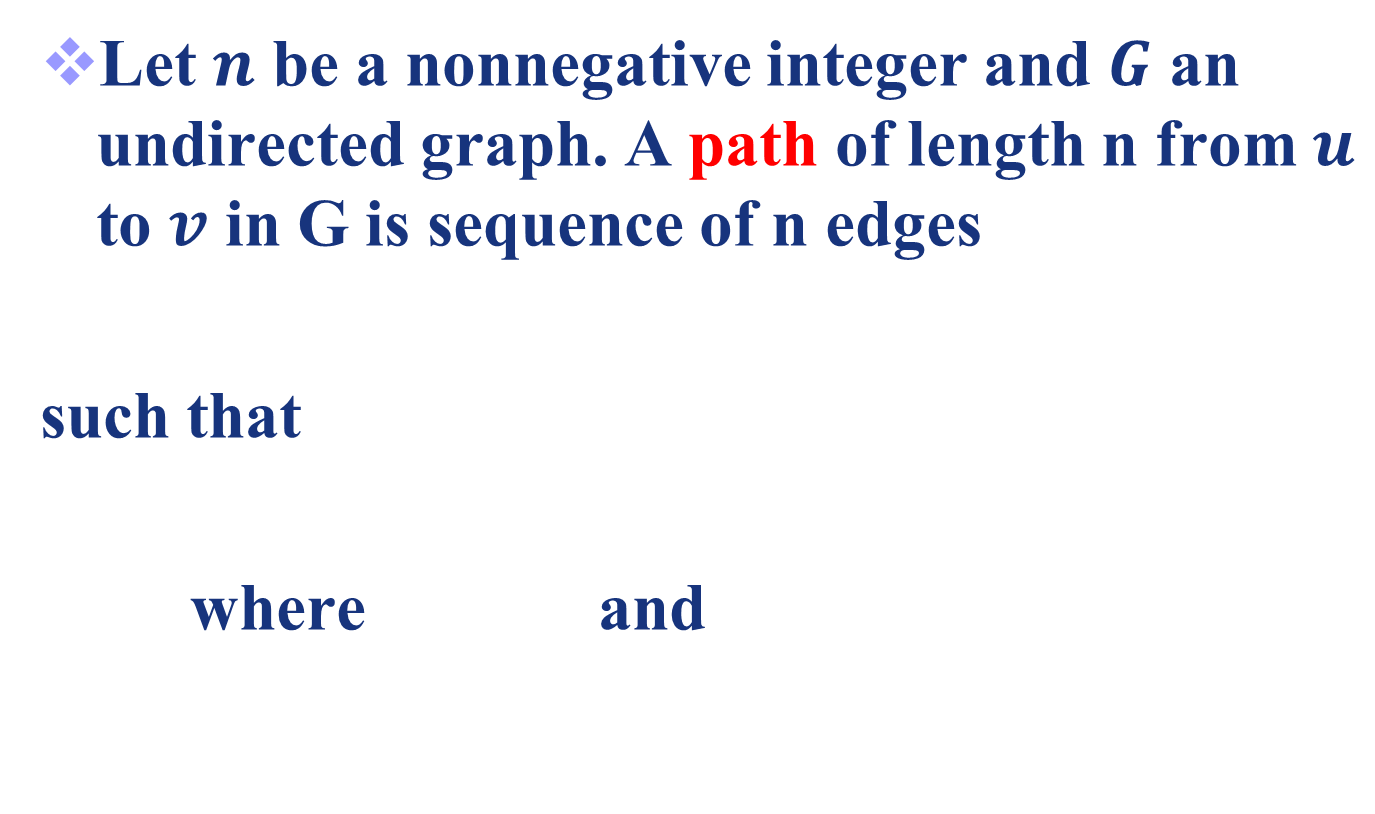 ❖Let 𝒏 be a nonnegative integer and 𝑮 an
undirected graph. A path of length n from 𝒖
to 𝒗 in G is sequence of n edges
such that
where and